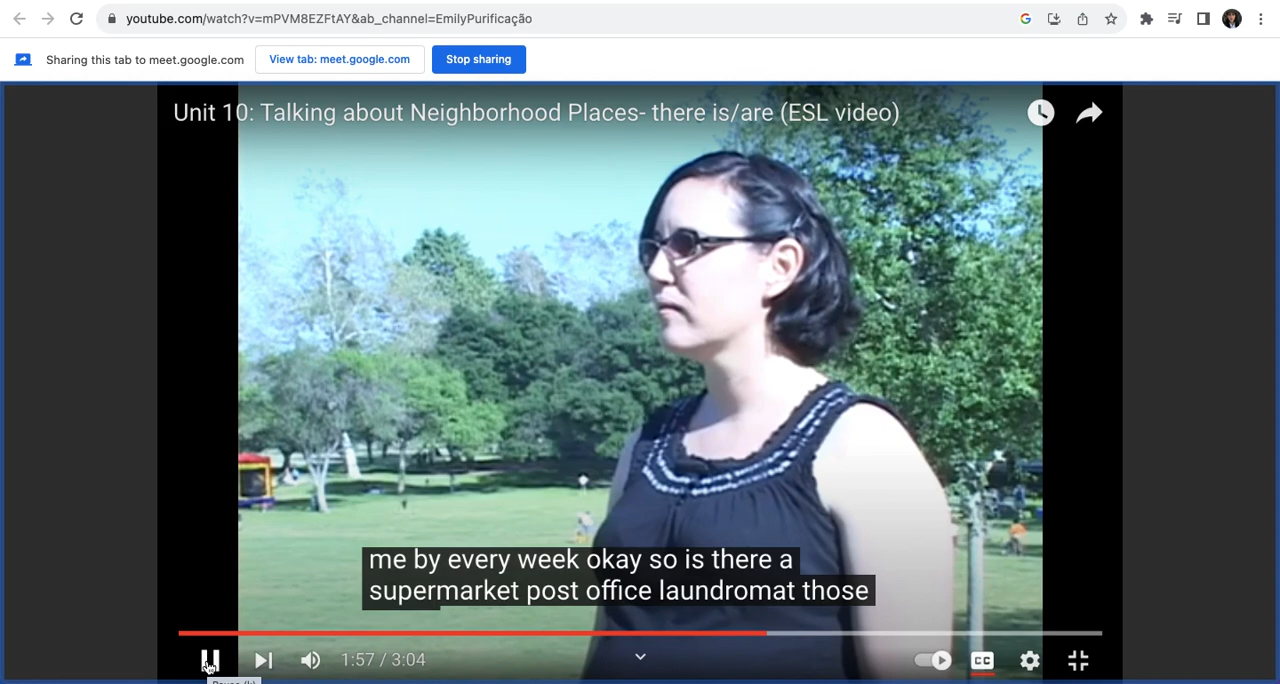 youtube.com/watch?v=mPVM8EZFtAY&ab_channel=EmilyPurificação
Sharing this tab to meet.google.com
View tab: meet.google.com
Stop sharing
Unit 10: Talking about Neighborhood Places- there is/are (ESL video)
me by every week okay so is there a
supermarket post office laundromat those
1:57 / 3:04
CC
Pause (k)